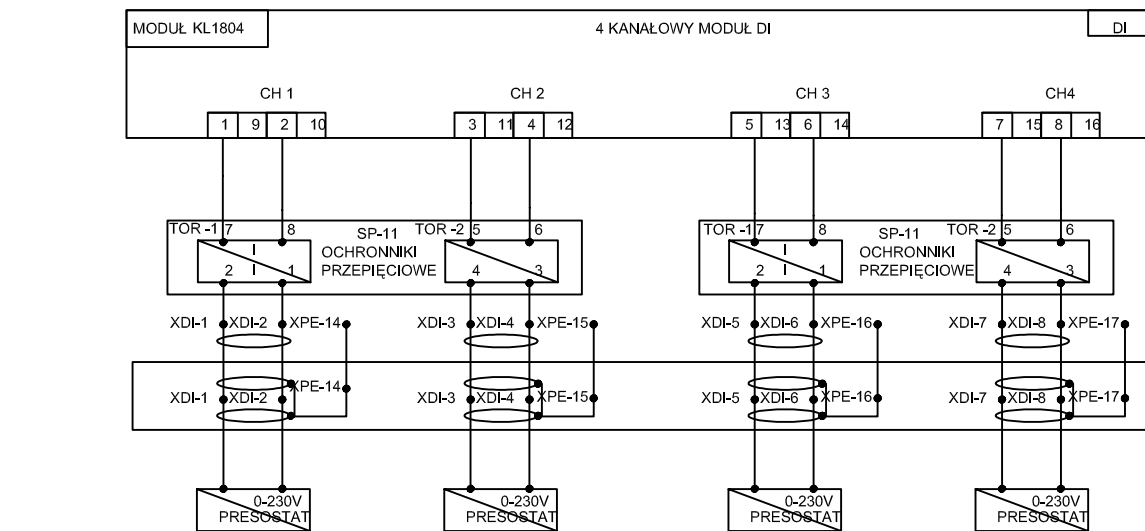 MODUŁ KL1804 4 KANAŁOWY MODUŁ DI DI
CH 1 CH 2 CH 3 CH4
1 9 2 10 3 11 4 12 5 13 6 14 7 15 8 16
TOR -1 7 8 SP-11 TOR -2 5 6 TOR -1 7 8 SP-11 TOR -2 5 6
OCHRONNIKI OCHRONNIKI
2 1 PRZEPIĘCIOWE 4 3 2 1 PRZEPIĘCIOWE 4 3
XDI-1 XDI-2 XPE-14 XDI-3 XDI-4 XPE-15 XDI-5 XDI-6 XPE-16 XDI-7 XDI-8 XPE-17
XDI-1 XDI-2 XPE-14 XDI-3 XDI-4 XPE-15 XDI-5 XDI-6 XPE-16 XDI-7 XDI-8 XPE-17
0-230V 0-230V 0-230V 0-230V
PRESOSTAT PRESOSTAT PRESOSTAT PRESOSTAT